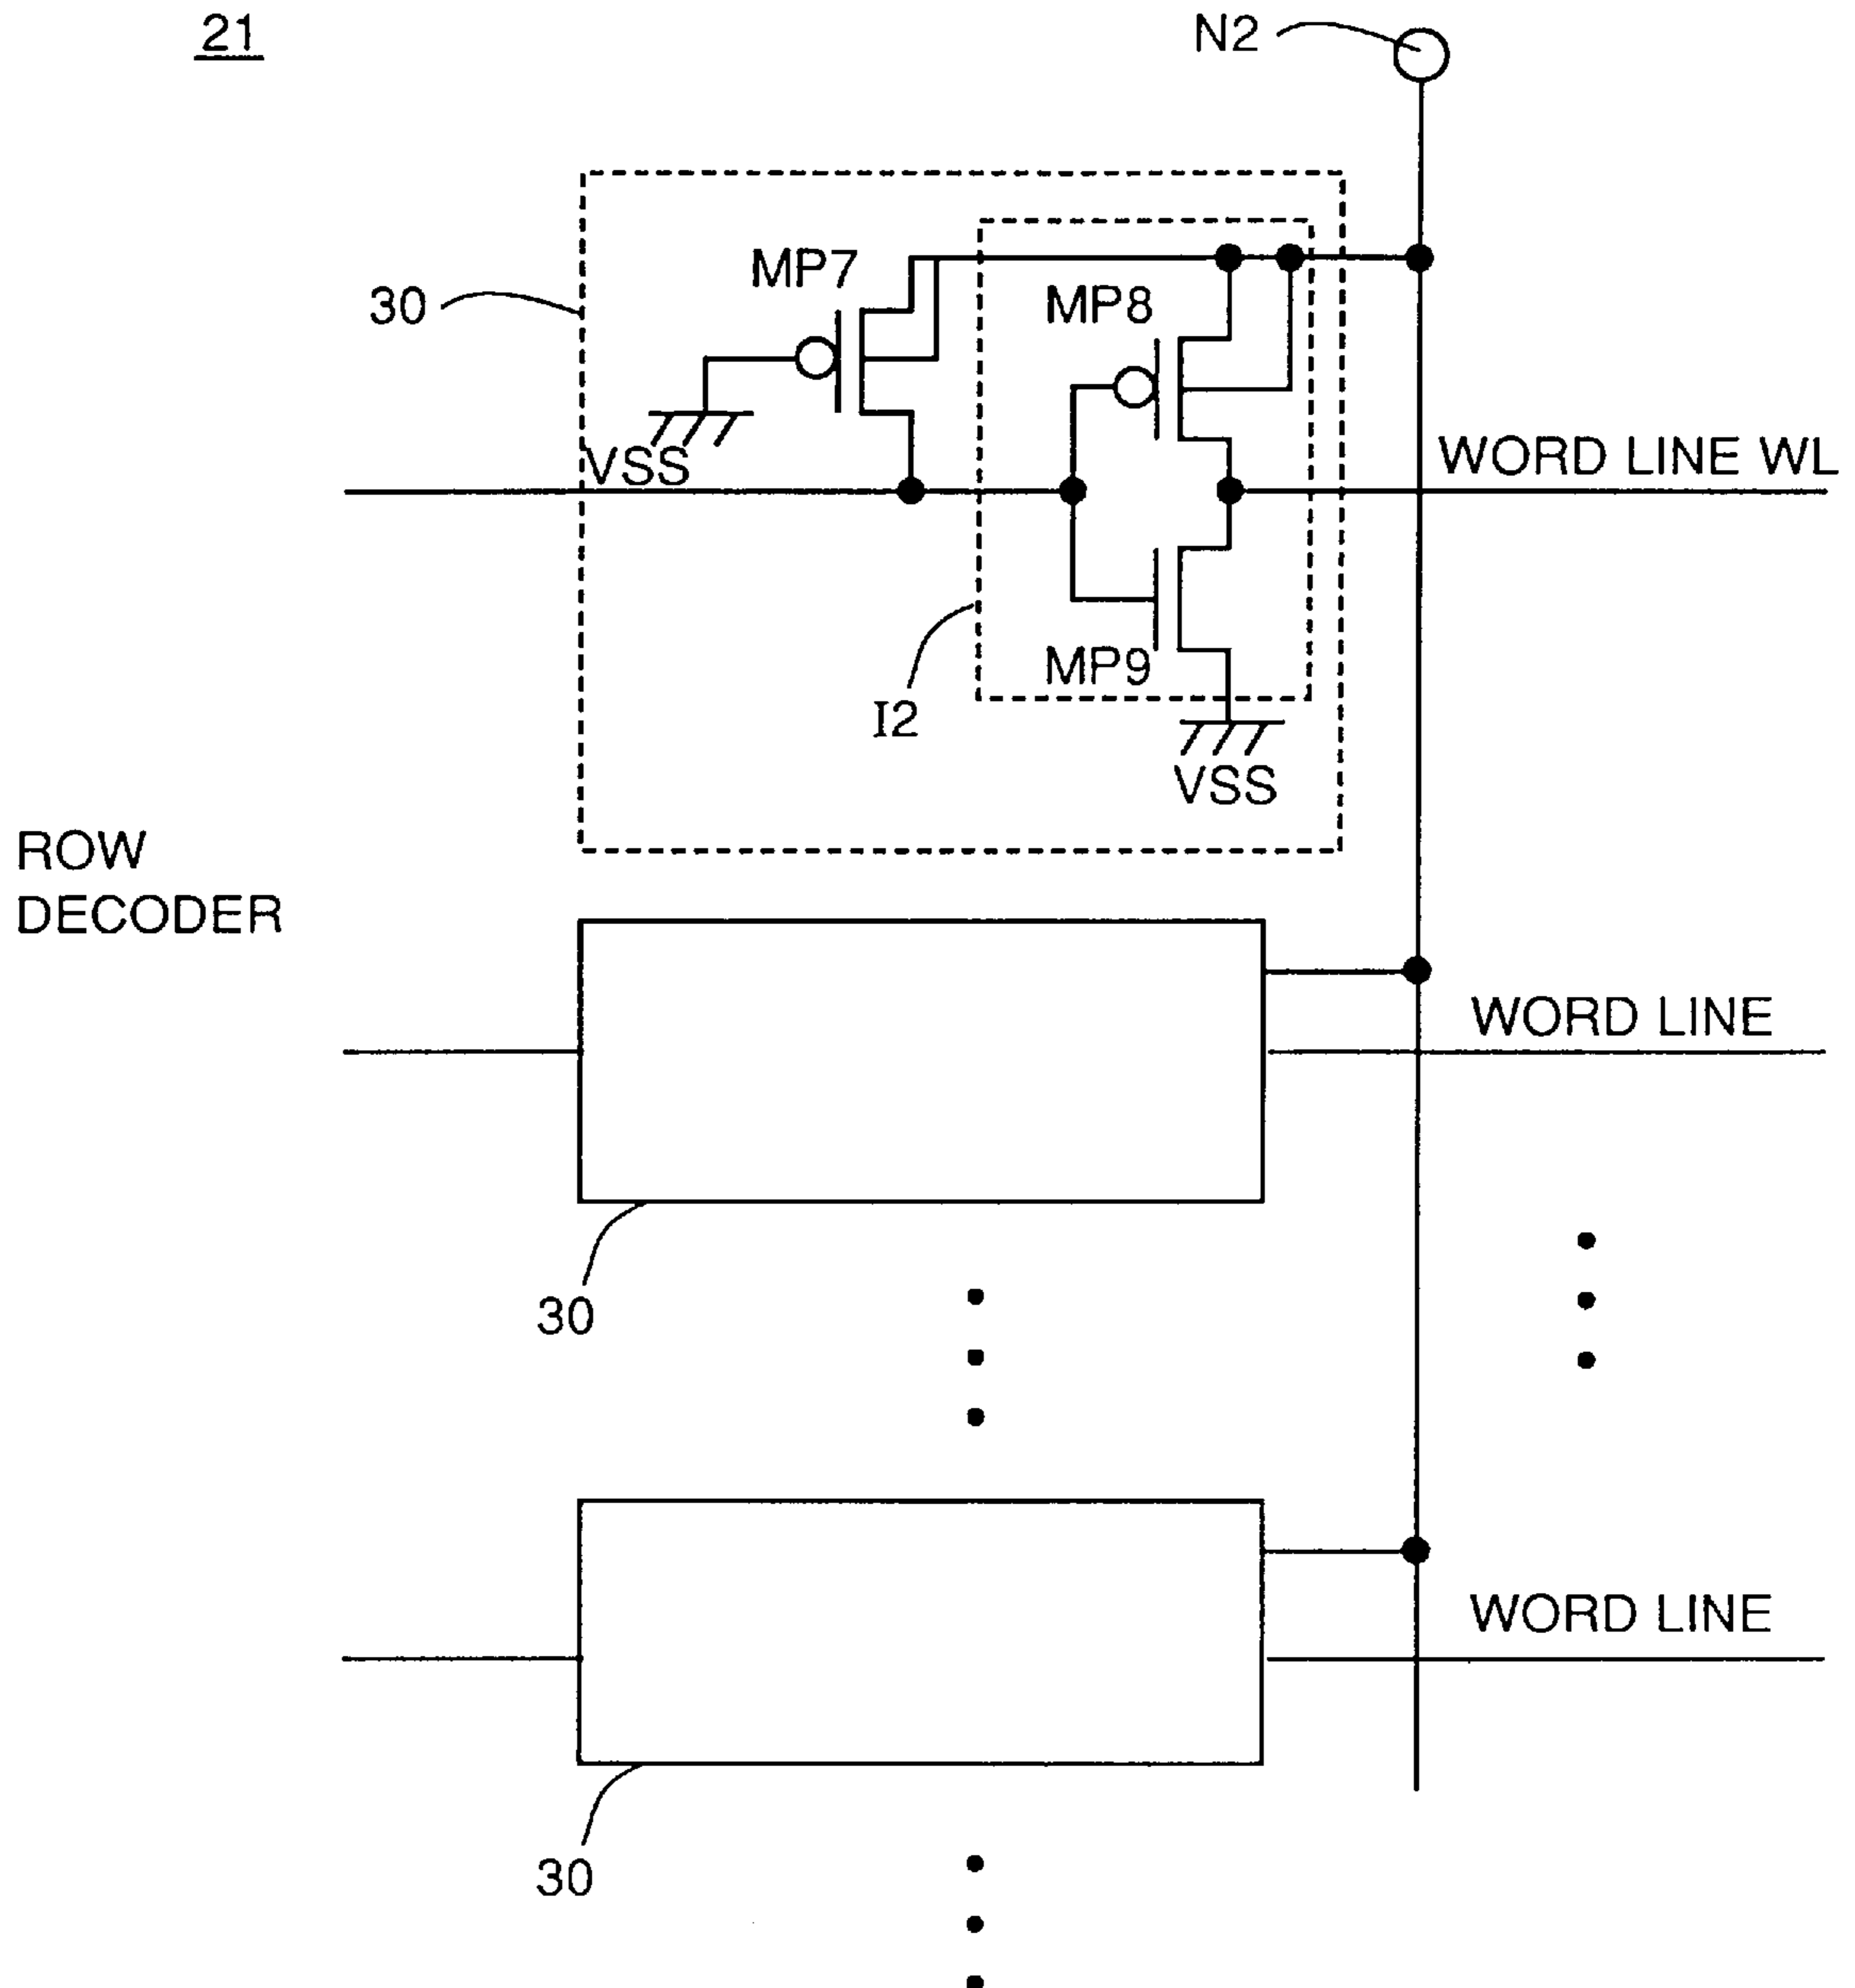 21
N2
MP7
30
MP8
VSS
WORD LINE WL
MP9
I2
VSS
ROW
DECODER
WORD LINE
30
WORD LINE
30